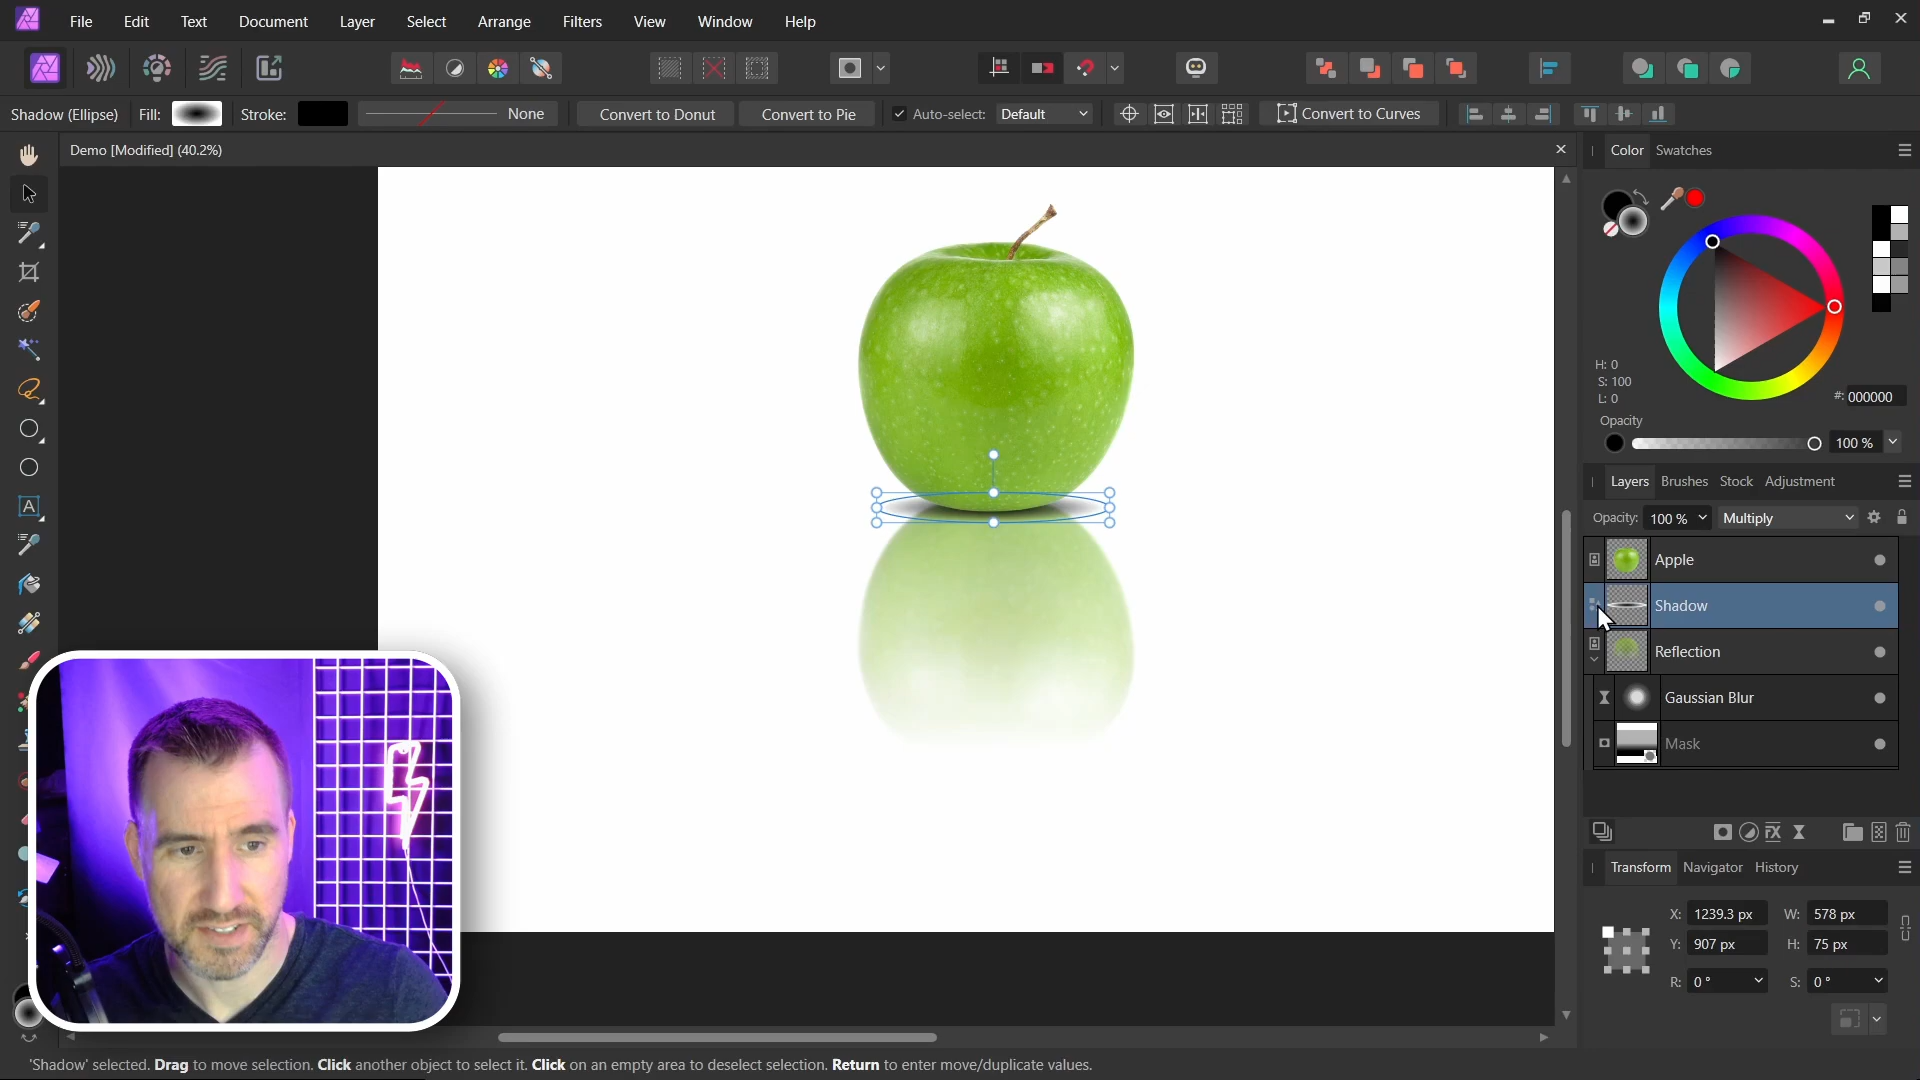 File Edit Text Document Layer Select Arrange Filters View Window Help
Shadow (Ellipse) Fill: Stroke: None Convert to Donut Convert to Pie Auto-select: Default Convert to Curves
Demo [Modified] (40.2%)
Color Swatches
H: 0
S: 100
L: 0
#: 000000
Opacity
100 %
Layers Brushes Stock Adjustment
Opacity: 100 % Multiply
Apple
Shadow
Reflection
Gaussian Blur
Mask
Transform Navigator History
X: 1239.3 px W: 578 px
Y: 907 px H: 75 px
R: 0 ° S: 0 °
'Shadow' selected. Drag to move selection. Click another object to select it. Click on an empty area to deselect selection. Return to enter move/duplicate values.